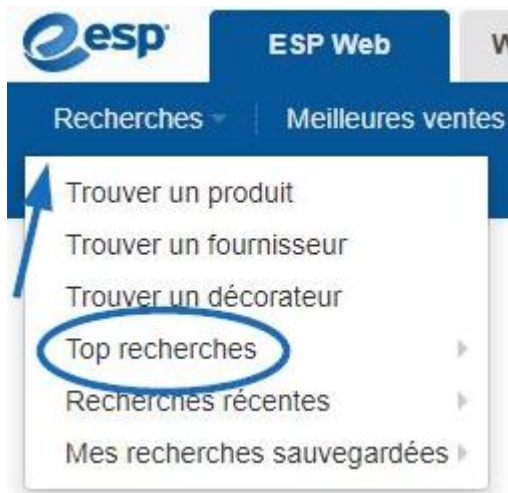 esp
ESP Web
W
Recherches
Meilleures ventes
Trouver un produit
Trouver un fournisseur
Trouver un décorateur
Top recherches
Recherches récentes
Mes recherches sauvegardées